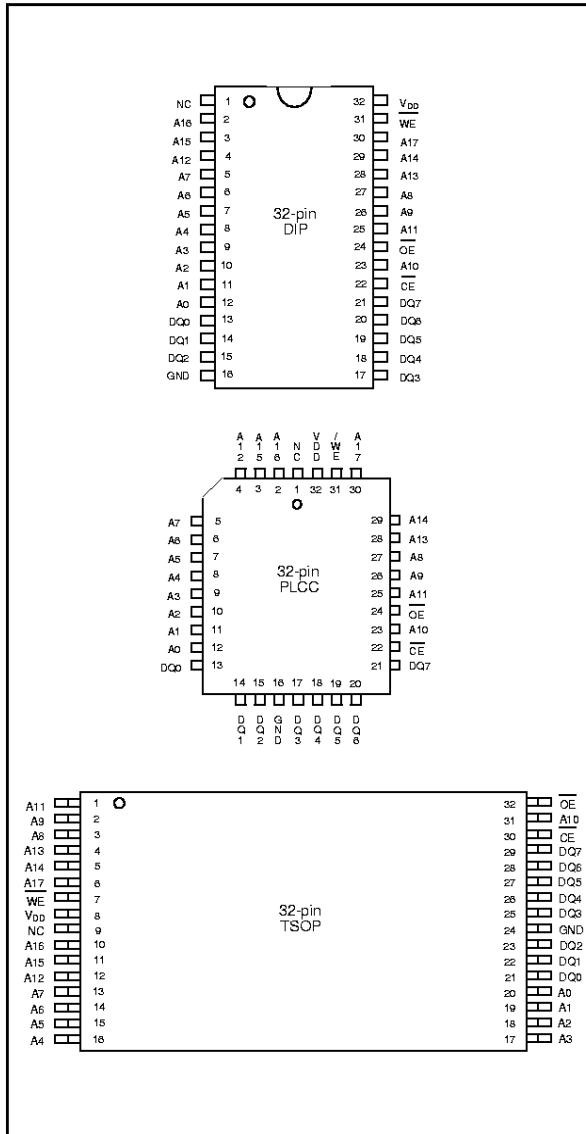 NC 1 32 VDD
A16 2 31 WE
A15 3 30 A17
A12 4 29 A14
A7 5 28 A13
A6 6 27 A8
A5 7 26 A9
A4 8 25 A11
A3 9 24 OE
A2 10 23 A10
A1 11 22 CE
A0 12 21 DQ7
DQ0 13 20 DQ6
DQ1 14 19 DQ5
DQ2 15 18 DQ4
GND 16 17 DQ3
32-pin
DIP
A12 A15 A16 NC VDD /WE A17
4 3 2 1 32 31 30
A7 5 29 A14
A6 6 28 A13
A5 7 27 A8
A4 8 26 A9
A3 9 25 A11
A2 10 24 OE
A1 11 23 A10
A0 12 22 CE
DQ0 13 21 DQ7
32-pin
PLCC
14 15 16 17 18 19 20
DQ1 DQ2 GND DQ3 DQ4 DQ5 DQ6
A11 1 32 OE
A9 2 31 A10
A8 3 30 CE
A13 4 29 DQ7
A14 5 28 DQ6
A17 6 27 DQ5
WE 7 26 DQ4
VDD 8 25 DQ3
NC 9 24 GND
A16 10 23 DQ2
A15 11 22 DQ1
A12 12 21 DQ0
A7 13 20 A0
A6 14 19 A1
A5 15 18 A2
A4 16 17 A3
32-pin
TSOP